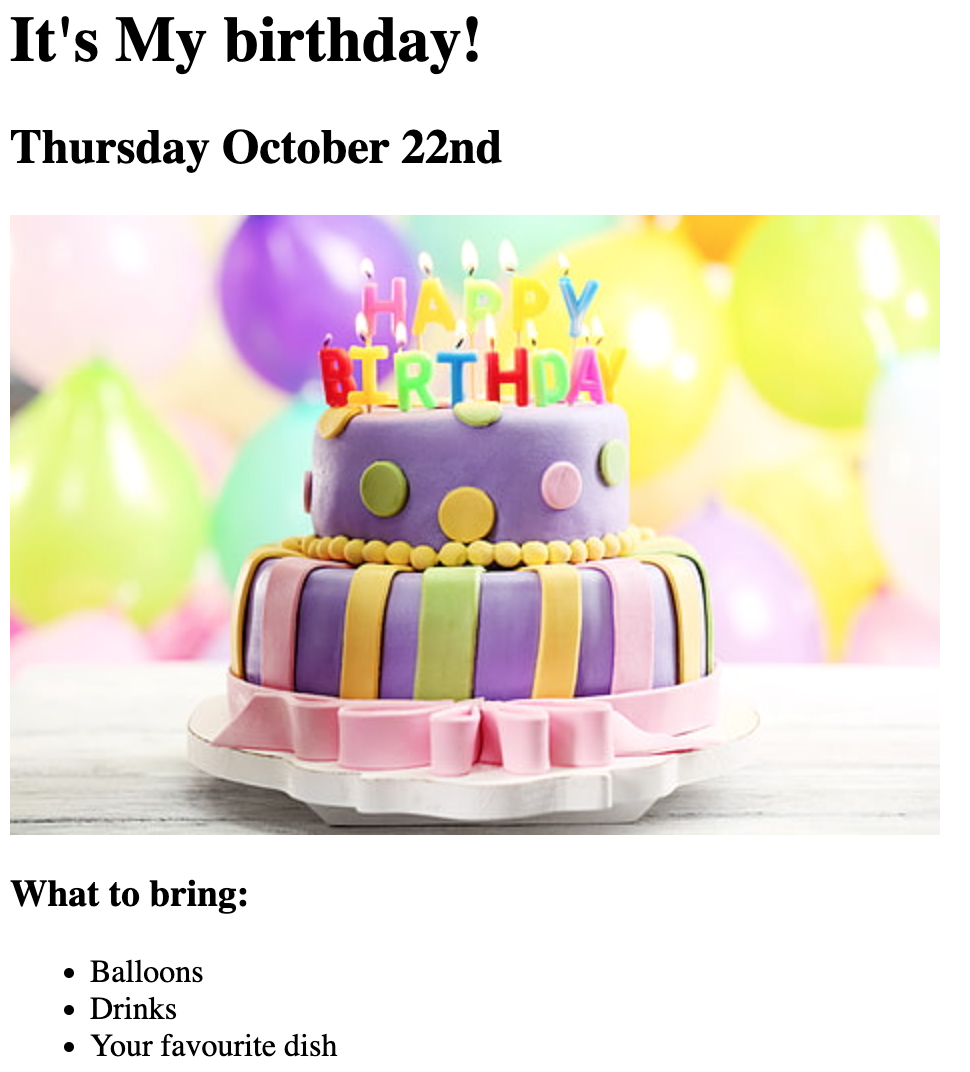 It's My birthday!
Thursday October 22nd
HAPPY
BIRTHDAY
What to bring:
Balloons
Drinks
Your favourite dish